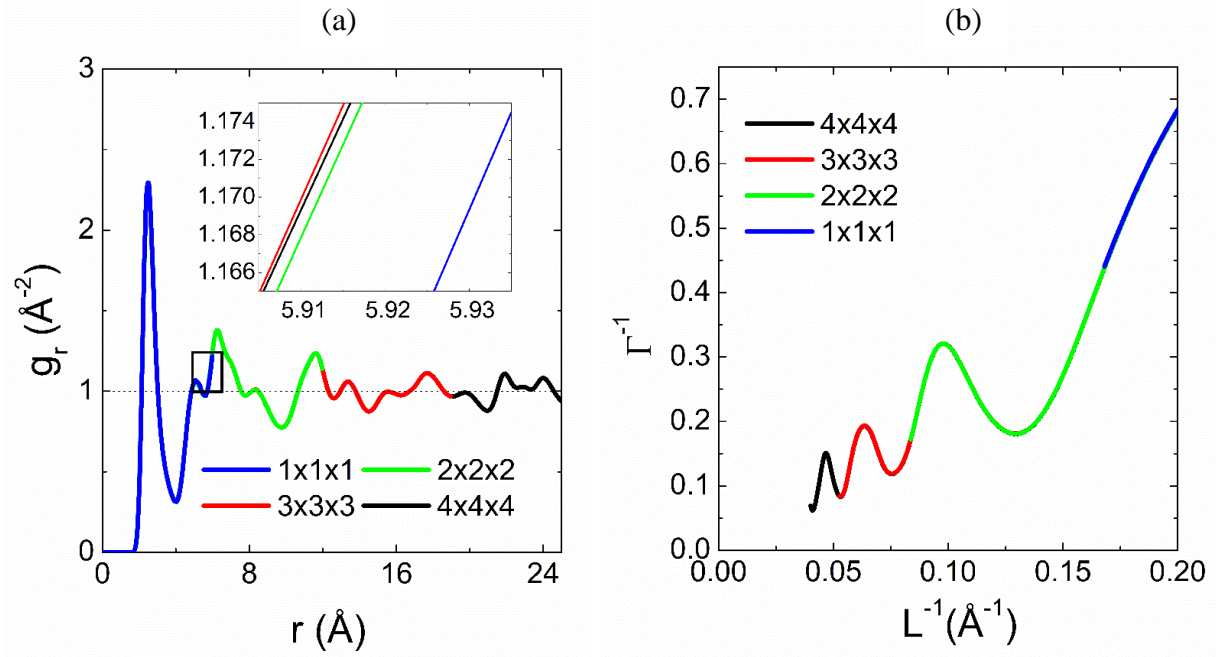 (a)
g_r (Å⁻²)
3
2
1
0
1.174
1.172
1.170
1.168
1.166
5.91 5.92 5.93
1x1x1 2x2x2
3x3x3 4x4x4
0 8 16 24
r (Å)
(b)
Γ⁻¹
0.7
0.6
0.5
0.4
0.3
0.2
0.1
0.0
4x4x4
3x3x3
2x2x2
1x1x1
0.00 0.05 0.10 0.15 0.20
L⁻¹(Å⁻¹)